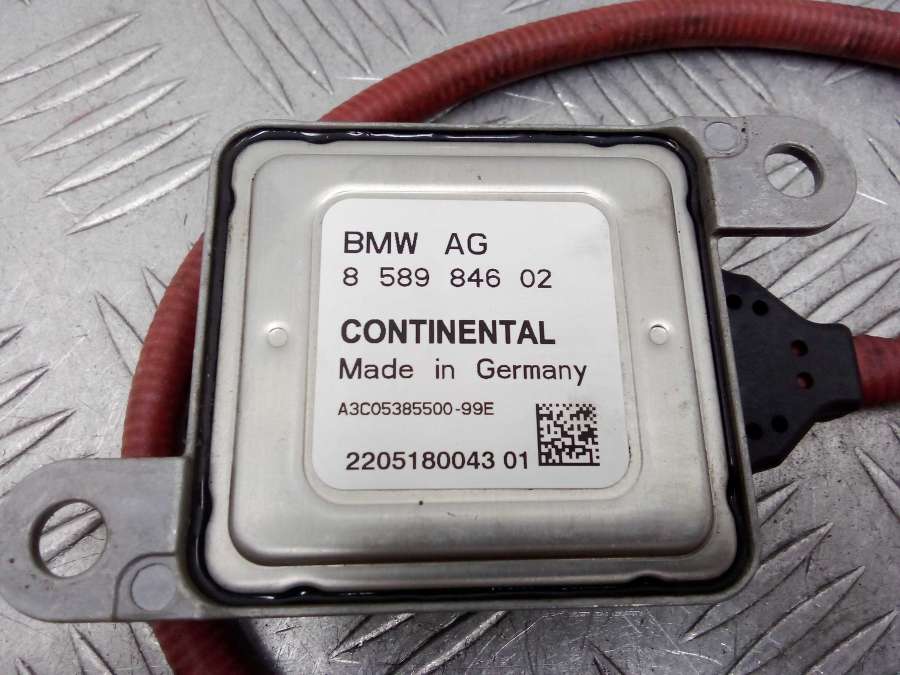 BMW AG
8 589 846 02
CONTINENTAL
Made in Germany
A3C05385500-99E
2205180043 01